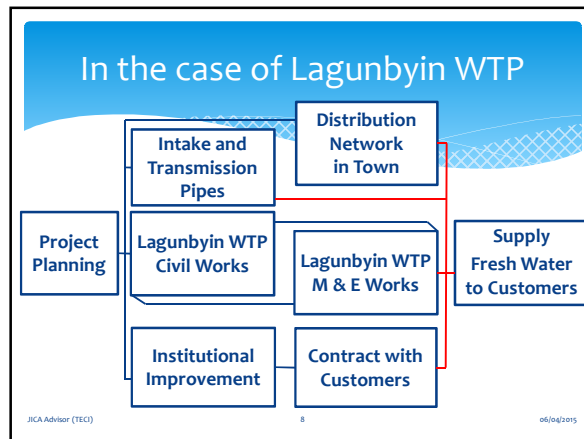 In the case of Lagunbyin WTP
Distribution
Network
in Town
Intake and
Transmission
Pipes
Project
Planning
Lagunbyin WTP
Civil Works
Lagunbyin WTP
M & E Works
Supply
Fresh Water
to Customers
Institutional
Improvement
Contract with
Customers
JICA Advisor (TECI)
8
06/04/2015